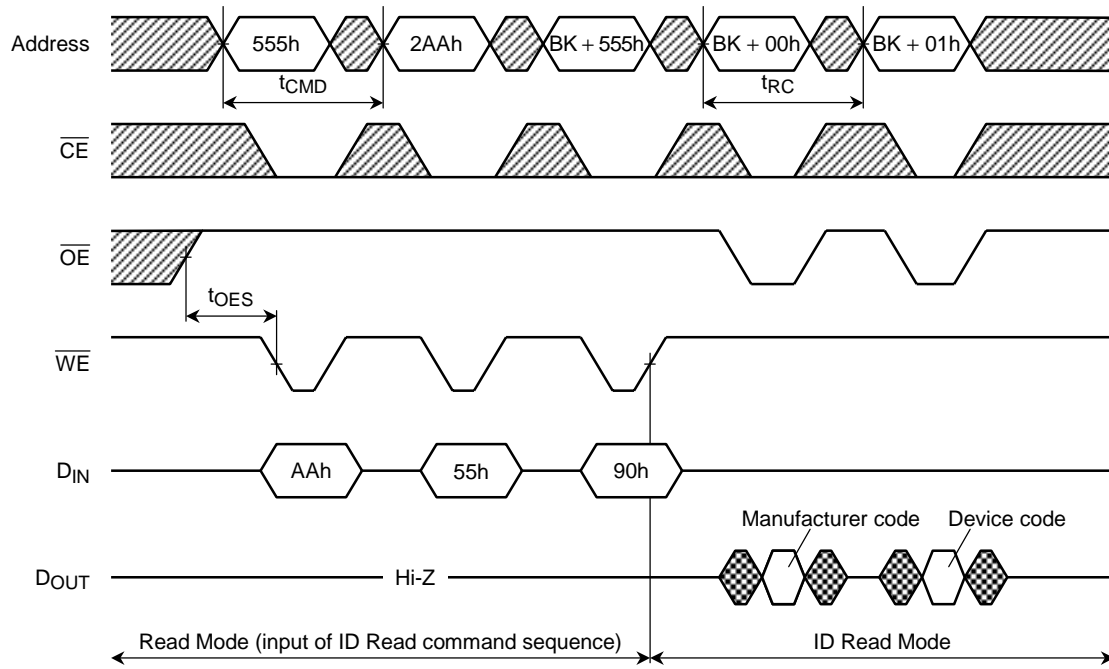 Address 555h 2AAh BK + 555h BK + 00h BK + 01h
tCMD tRC
CE
OE
tOES
WE
DIN AAh 55h 90h
Manufacturer code Device code
DOUT Hi-Z
Read Mode (input of ID Read command sequence) ID Read Mode